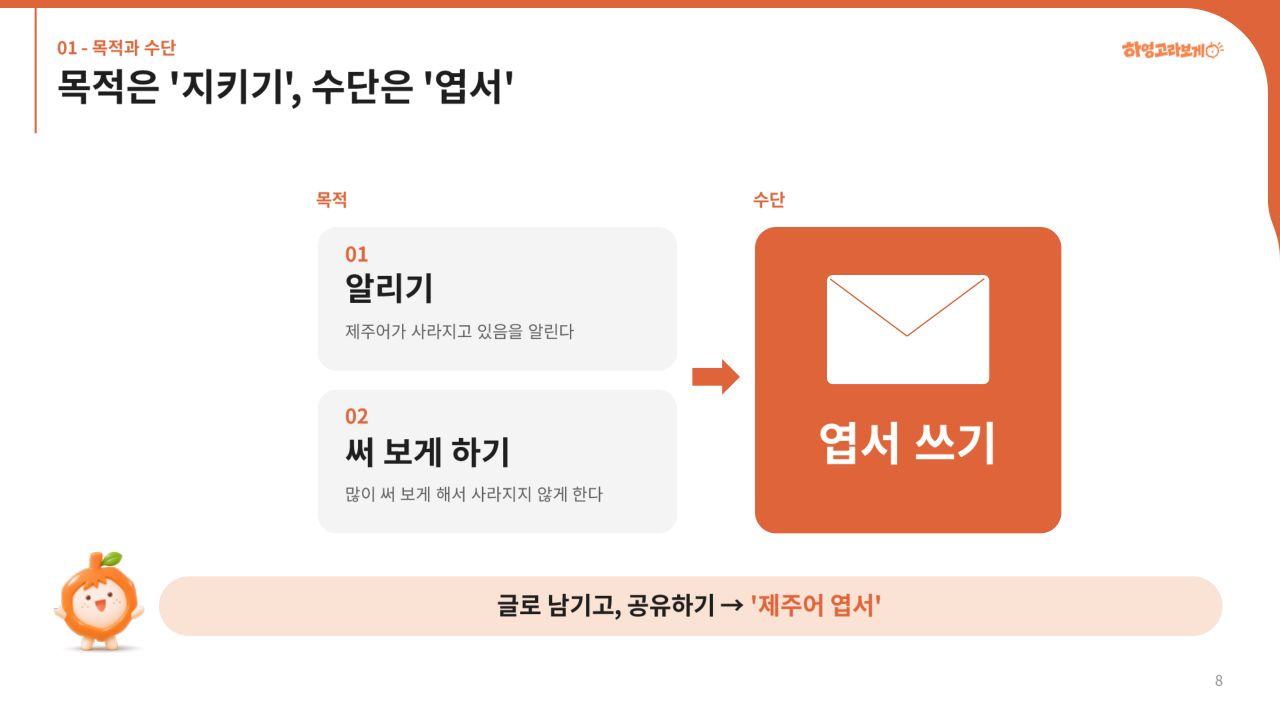 01 - 목적과 수단
하영고라보게
목적은 '지키기', 수단은 '엽서'
목적
수단
01
알리기
제주어가 사라지고 있음을 알린다
02
써 보게 하기
많이 써 보게 해서 사라지지 않게 한다
엽서 쓰기
글로 남기고, 공유하기 → '제주어 엽서'
8